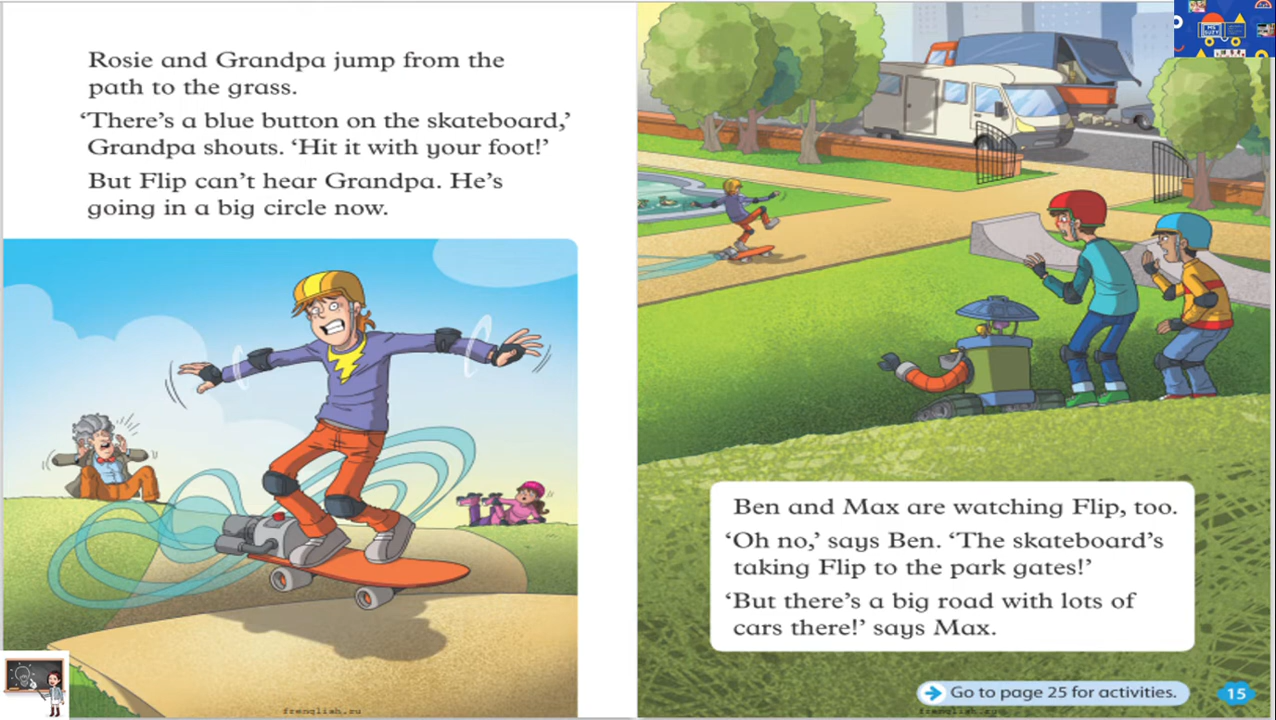 Rosie and Grandpa jump from the
path to the grass.
‘There’s a blue button on the skateboard,’
Grandpa shouts. ‘Hit it with your foot!’
But Flip can’t hear Grandpa. He’s
going in a big circle now.
Ben and Max are watching Flip, too.
‘Oh no,’ says Ben. ‘The skateboard’s
taking Flip to the park gates!’
‘But there’s a big road with lots of
cars there!’ says Max.
Go to page 25 for activities.
15
frenglish.ru